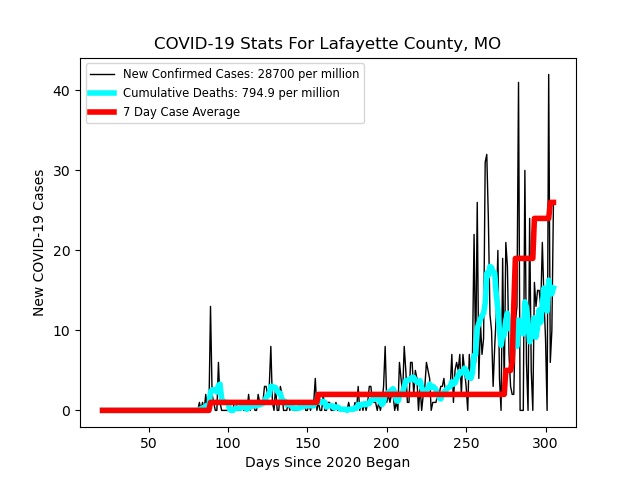 COVID-19 Stats For Lafayette County, MO
New Confirmed Cases: 28700 per million
Cumulative Deaths: 794.9 per million
7 Day Case Average
New COVID-19 Cases
40
30
20
10
0
50 100 150 200 250 300
Days Since 2020 Began